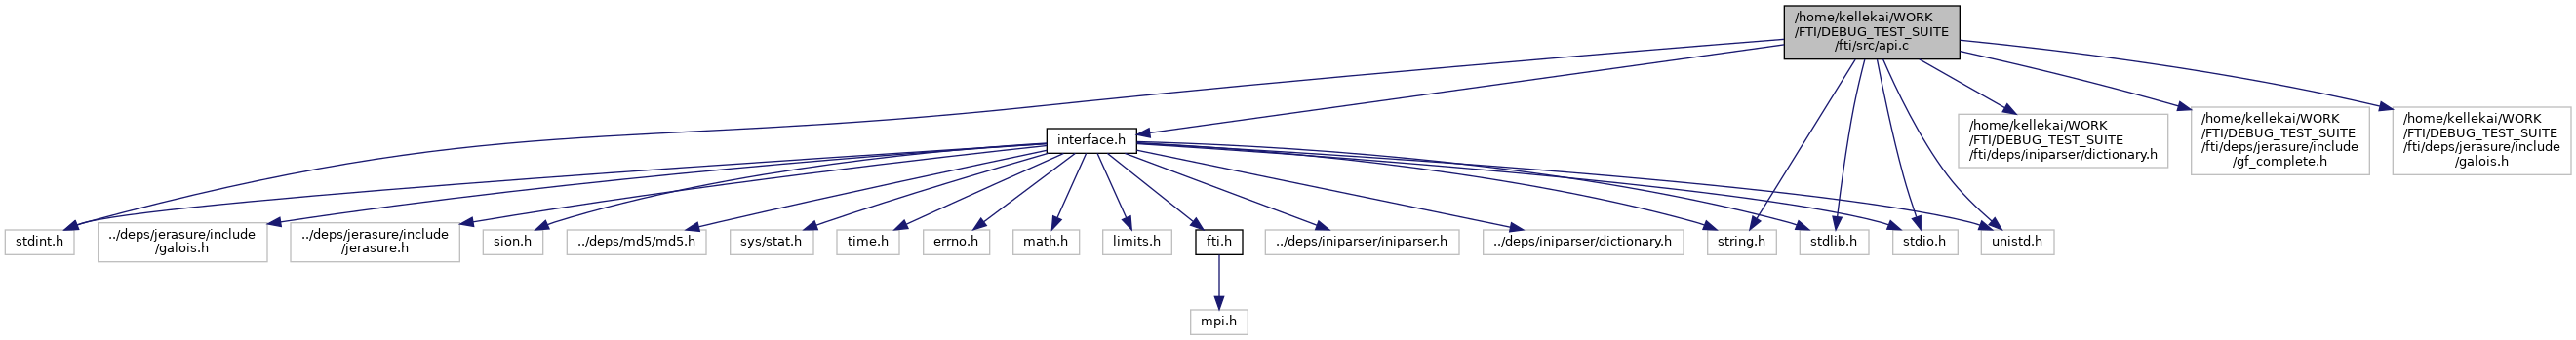 /home/kellekai/WORK
/FTI/DEBUG_TEST_SUITE
/fti/src/api.c
interface.h
/home/kellekai/WORK
/FTI/DEBUG_TEST_SUITE
/fti/deps/iniparser/dictionary.h
/home/kellekai/WORK
/FTI/DEBUG_TEST_SUITE
/fti/deps/jerasure/include
/gf_complete.h
/home/kellekai/WORK
/FTI/DEBUG_TEST_SUITE
/fti/deps/jerasure/include
/galois.h
stdint.h
../deps/jerasure/include
/galois.h
../deps/jerasure/include
/jerasure.h
sion.h
../deps/md5/md5.h
sys/stat.h
time.h
errno.h
math.h
limits.h
fti.h
../deps/iniparser/iniparser.h
../deps/iniparser/dictionary.h
string.h
stdlib.h
stdio.h
unistd.h
mpi.h